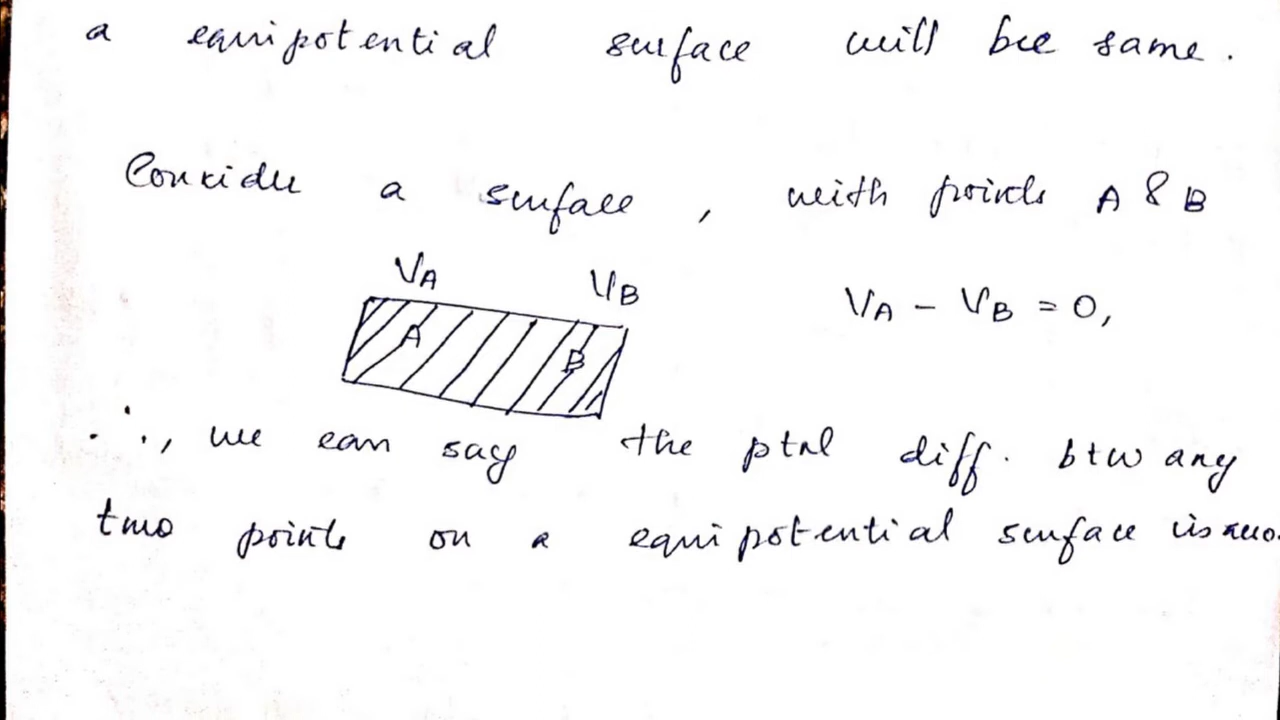 a equipotential surface will be same.
Consider a surface, with points A & B
VA VB
VA - VB = 0,
A
B
∴, we can say the ptnl diff. btw any
two points on a equipotential surface is zero.